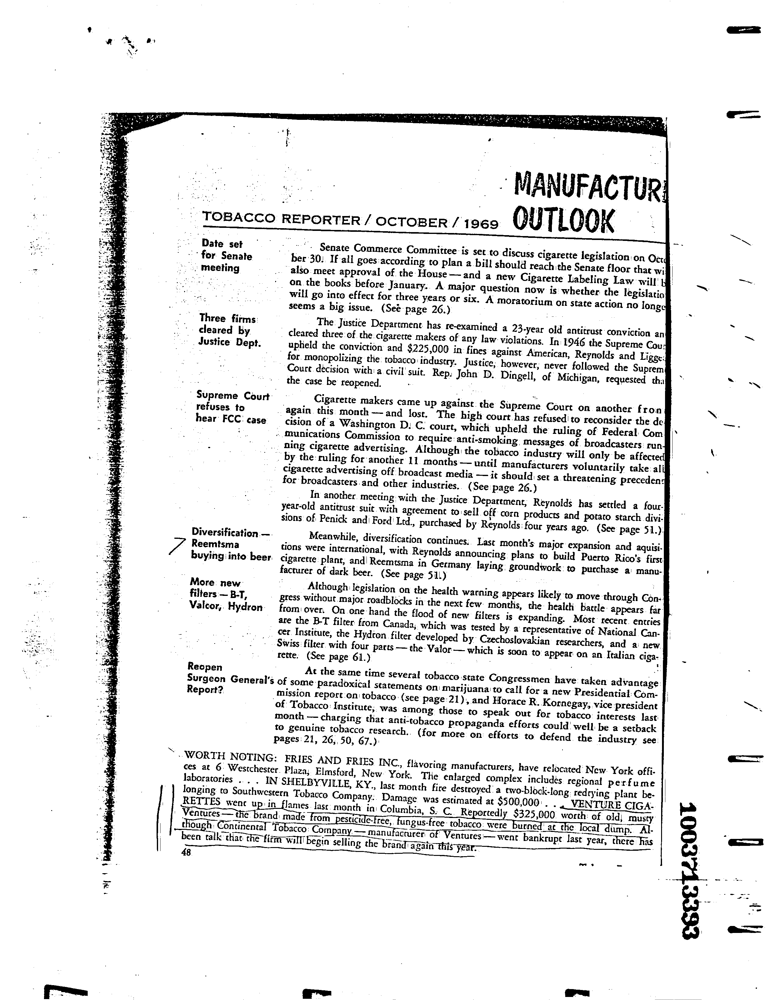 MANUFACTUR
OUTLOOK
TOBACCO REPORTER / OCTOBER / 1969
Date set
for Senate
meeting
Senate Commerce Committee is set to discuss cigarette legislation on Octo
ber 30. If all goes according to plan a bill should reach the Senate floor that wi
also meet approval of the House — and a new Cigarette Labeling Law will b
on the books before January. A major question now is whether the legislatio
will go into effect for three years or six. A moratorium on state action no longe
seems a big issue. (See page 26.)
Three firms
cleared by
Justice Dept.
The Justice Department has re-examined a 23-year old antitrust conviction an
cleared three of the cigarette makers of any law violations. In 1946 the Supreme Cou
upheld the conviction and $225,000 in fines against American, Reynolds and Ligge
for monopolizing the tobacco industry. Justice, however, never followed the Suprem
Court decision with a civil suit. Rep. John D. Dingell, of Michigan, requested tha
the case be reopened.
Supreme Court
refuses to
hear FCC case
Cigarette makers came up against the Supreme Court on another fron
again this month — and lost. The high court has refused to reconsider the de
cision of a Washington D. C. court, which upheld the ruling of Federal Com
munications Commission to require anti-smoking messages of broadcasters run-
ning cigarette advertising. Although the tobacco industry will only be affected
by the ruling for another 11 months — until manufacturers voluntarily take all
cigarette advertising off broadcast media — it should set a threatening precedent
for broadcasters and other industries. (See page 26.)
In another meeting with the Justice Department, Reynolds has settled a four-
year-old antitrust suit with agreement to sell off corn products and potato starch divi-
sions of Penick and Ford Ltd., purchased by Reynolds four years ago. (See page 51.)
Diversification —
Reemtsma
buying into beer
Meanwhile, diversification continues. Last month's major expansion and aquisi-
tions were international, with Reynolds announcing plans to build Puerto Rico's first
cigarette plant, and Reemtsma in Germany laying groundwork to purchase a manu-
facturer of dark beer. (See page 51.)
More new
filters — B-T,
Valcor, Hydron
Although legislation on the health warning appears likely to move through Con-
gress without major roadblocks in the next few months, the health battle appears far
from over. On one hand the flood of new filters is expanding. Most recent entries
are the B-T filter from Canada, which was tested by a representative of National Can-
cer Institute, the Hydron filter developed by Czechoslovakian researchers, and a new
Swiss filter with four parts — the Valor — which is soon to appear on an Italian ciga-
rette. (See page 61.)
Reopen
Surgeon General's
Report?
At the same time several tobacco state Congressmen have taken advantage
of some paradoxical statements on marijuana to call for a new Presidential Com-
mission report on tobacco (see page 21), and Horace R. Kornegay, vice president
of Tobacco Institute, was among those to speak out for tobacco interests last
month — charging that anti-tobacco propaganda efforts could well be a setback
to genuine tobacco research. (for more on efforts to defend the industry see
pages 21, 26, 50, 67.)
WORTH NOTING: FRIES AND FRIES INC., flavoring manufacturers, have relocated New York offi-
ces at 6 Westchester Plaza, Elmsford, New York. The enlarged complex includes regional perfume
laboratories . . . IN SHELBYVILLE, KY., last month fire destroyed a two-block-long redrying plant be-
longing to Southwestern Tobacco Company. Damage was estimated at $500,000 . . . VENTURE CIGA-
RETTES went up in flames last month in Columbia, S. C. Reportedly $325,000 worth of old, musty
Ventures — the brand made from pesticide-free, fungus-free tobacco were burned at the local dump. Al-
though Continental Tobacco Company — manufacturer of Ventures — went bankrupt last year, there has
been talk that the firm will begin selling the brand again this year.
48
1003713393